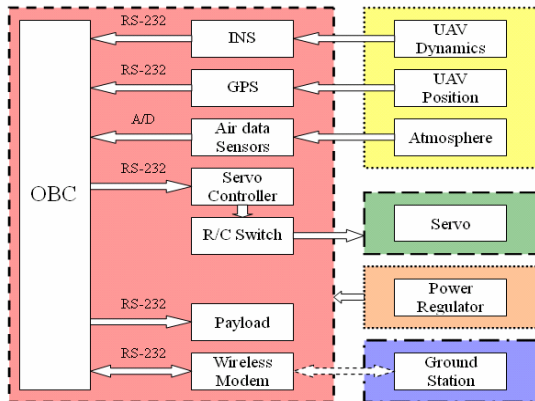 RS-232
INS
UAV
Dynamics
RS-232
GPS
UAV
Position
A/D
Air data
Sensors
Atmosphere
RS-232
Servo
Controller
OBC
R/C Switch
Servo
Power
Regulator
RS-232
Payload
RS-232
Wireless
Modem
Ground
Station